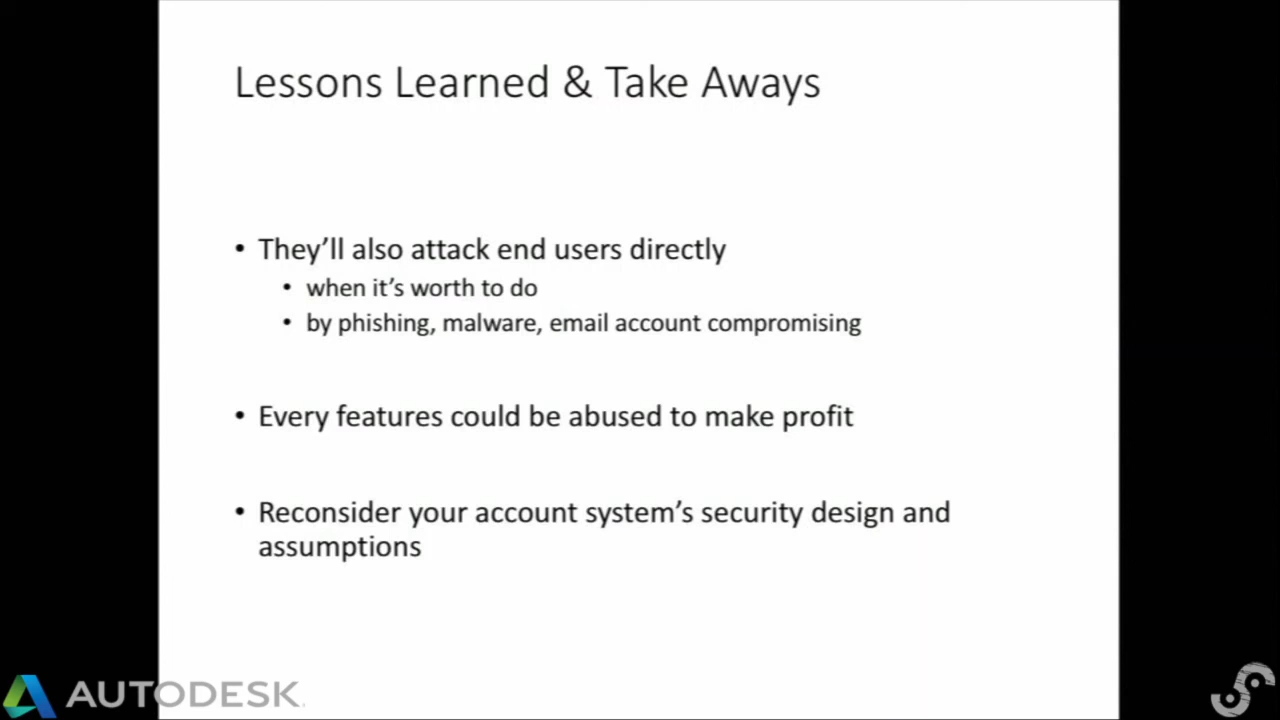 Lessons Learned & Take Aways
• They’ll also attack end users directly
• when it’s worth to do
• by phishing, malware, email account compromising
• Every features could be abused to make profit
• Reconsider your account system’s security design and
assumptions
AUTODESK.